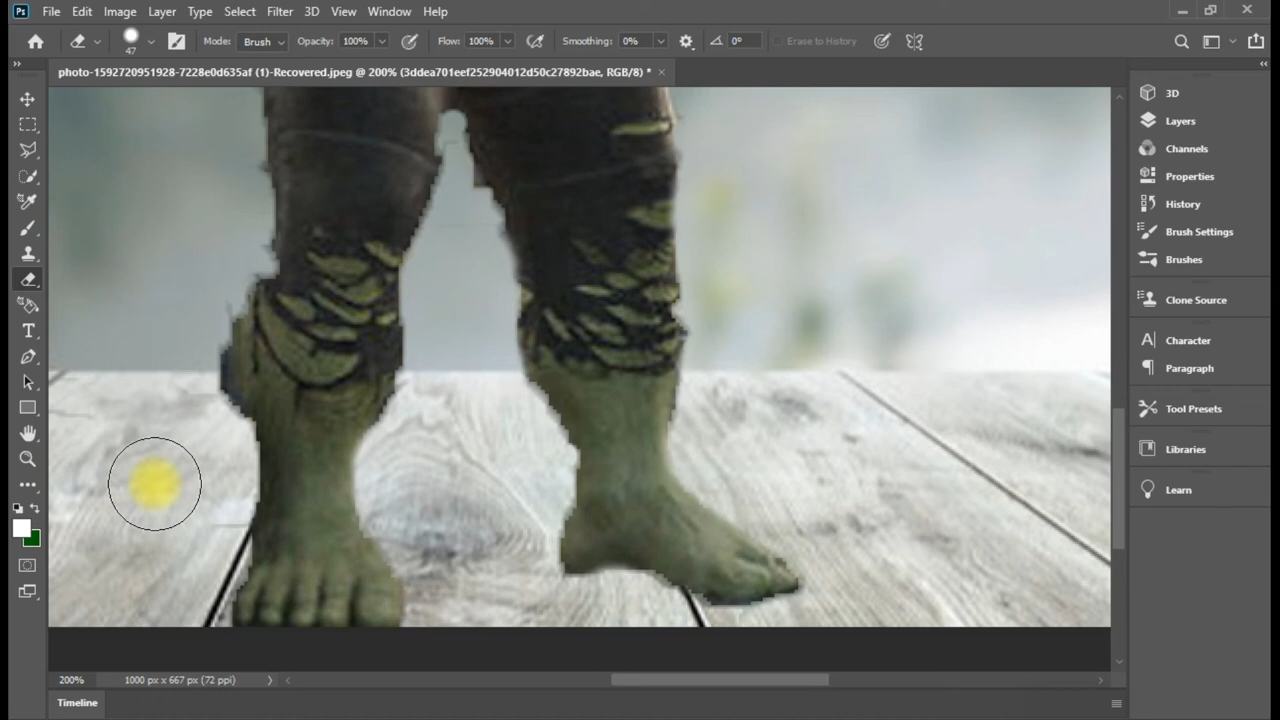 Ps File Edit Image Layer Type Select Filter 3D View Window Help
47 Mode: Brush Opacity: 100% Flow: 100% Smoothing: 0% 0° Erase to History
photo-1592720951928-7228e0d635af (1)-Recovered.jpeg @ 200% (3ddea701eef252904012d50c27892bae, RGB/8) *
3D
Layers
Channels
Properties
History
Brush Settings
Brushes
Clone Source
Character
Paragraph
Tool Presets
Libraries
Learn
200% 1000 px x 667 px (72 ppi)
Timeline